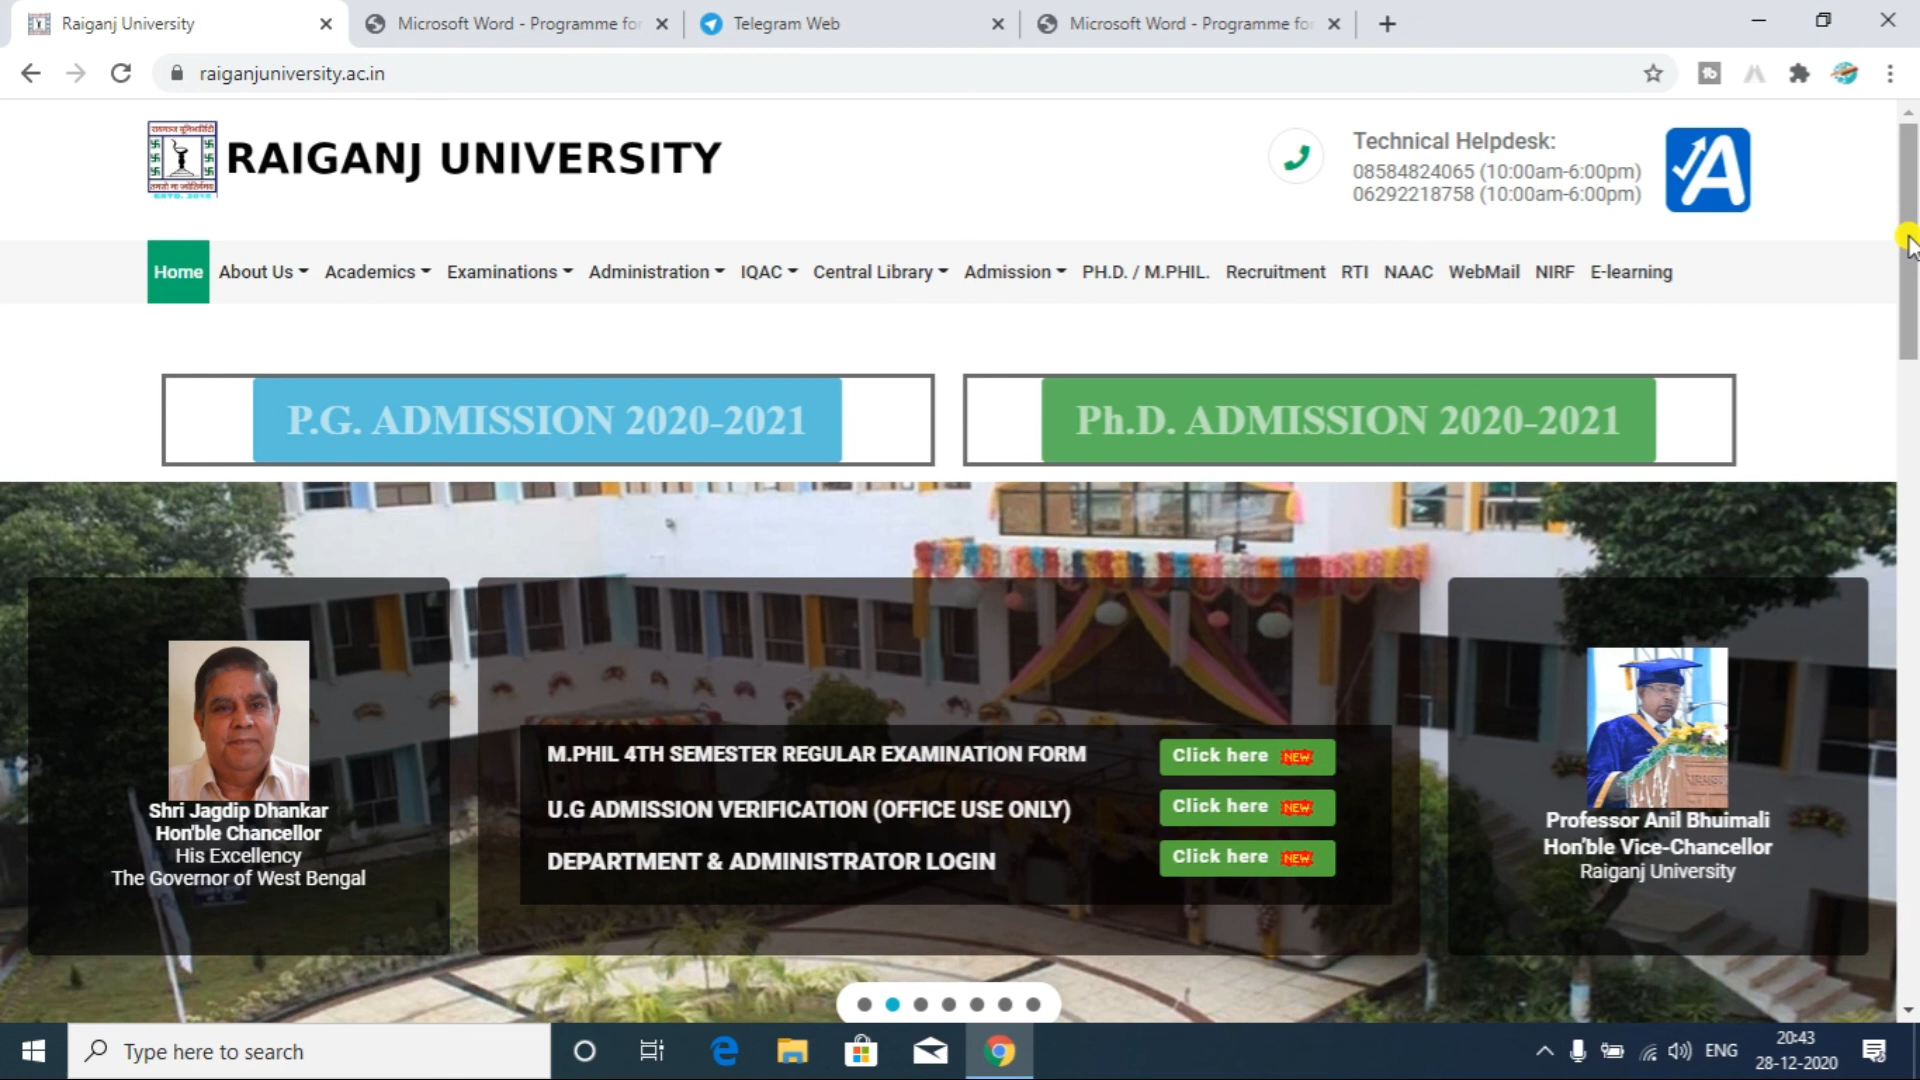 Raiganj University
Microsoft Word - Programme for
Telegram Web
Microsoft Word - Programme for
raiganjuniversity.ac.in
RAIGANJ UNIVERSITY
ESTD. 2015
Technical Helpdesk:
08584824065 (10:00am-6:00pm)
06292218758 (10:00am-6:00pm)
Home About Us Academics Examinations Administration IQAC Central Library Admission PH.D. / M.PHIL. Recruitment RTI NAAC WebMail NIRF E-learning
P.G. ADMISSION 2020-2021
Ph.D. ADMISSION 2020-2021
M.PHIL 4TH SEMESTER REGULAR EXAMINATION FORM Click here NEW
U.G ADMISSION VERIFICATION (OFFICE USE ONLY) Click here NEW
DEPARTMENT & ADMINISTRATOR LOGIN Click here NEW
Shri Jagdip Dhankar
Hon'ble Chancellor
His Excellency
The Governor of West Bengal
Professor Anil Bhuimali
Hon'ble Vice-Chancellor
Raiganj University
Type here to search
ENG
20:43
28-12-2020